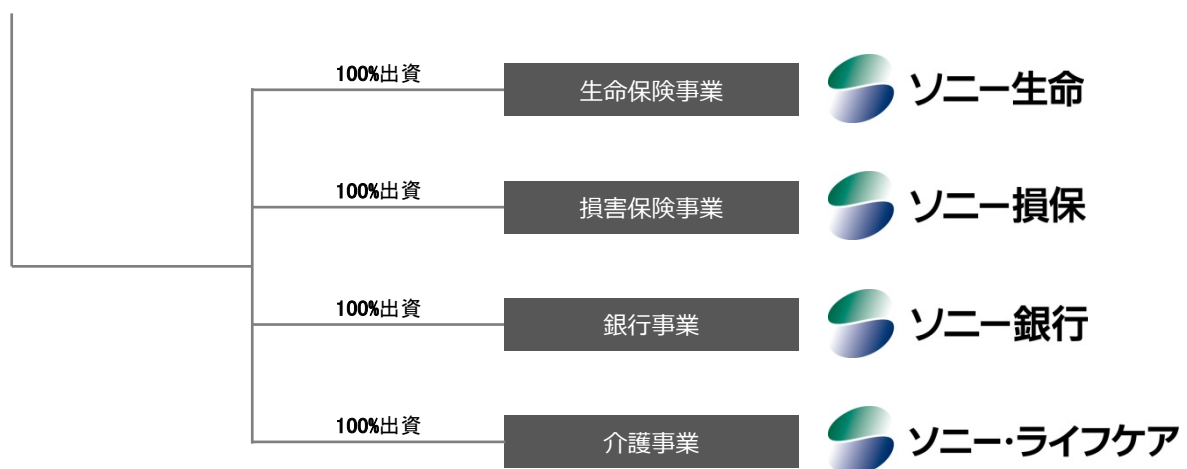 100%出資
生命保険事業
ソニー生命
100%出資
損害保険事業
ソニー損保
100%出資
銀行事業
ソニー銀行
100%出資
介護事業
ソニー・ライフケア